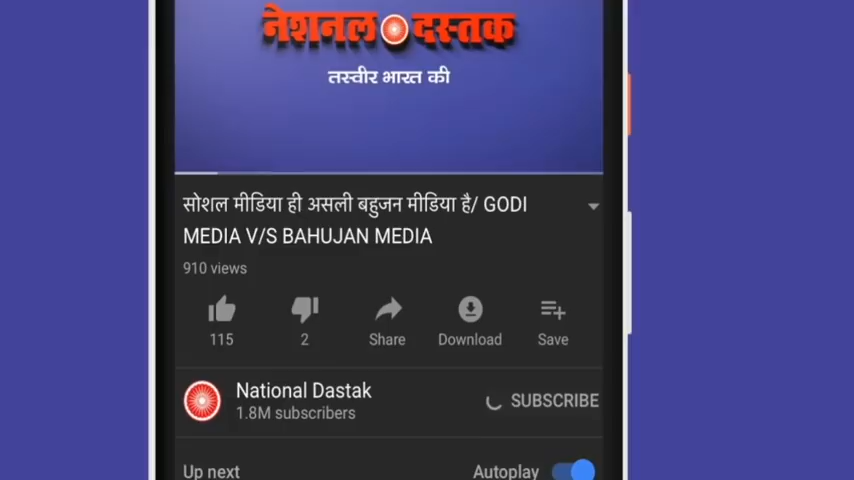 नेशनल दस्तक
तस्वीर भारत की
सोशल मीडिया ही असली बहुजन मीडिया है/ GODI
MEDIA V/S BAHUJAN MEDIA
910 views
115
2
Share
Download
Save
National Dastak
1.8M subscribers
SUBSCRIBE
Up next
Autoplay